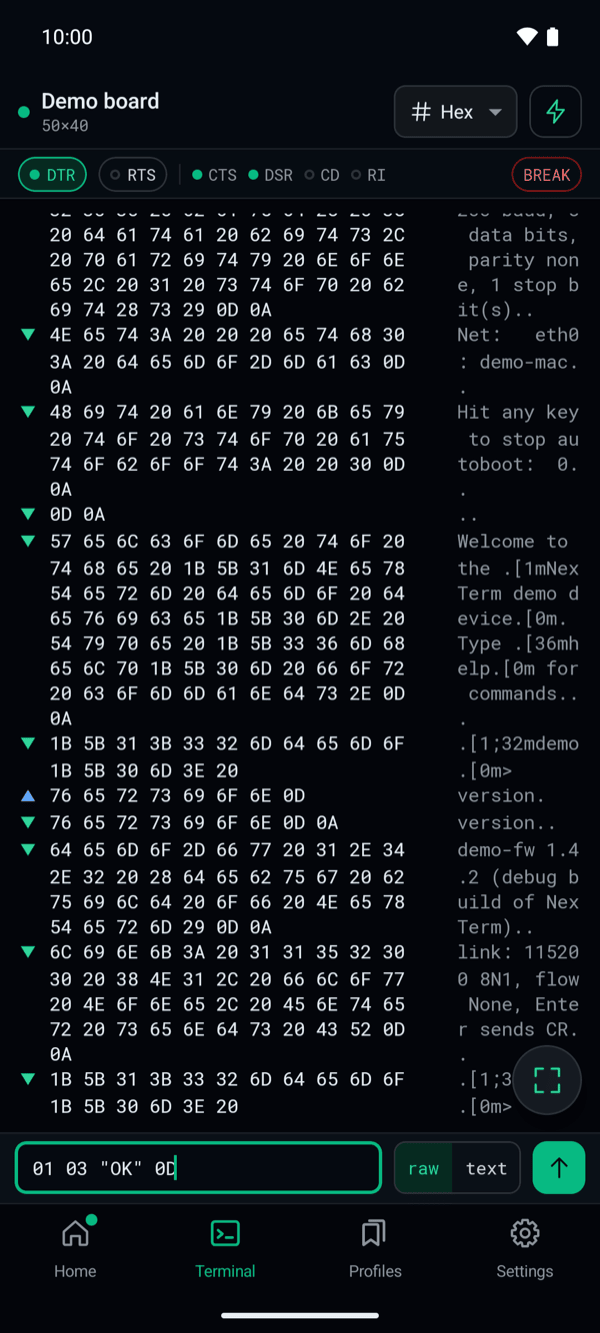 10:00
Demo board
50×40
# Hex
DTR RTS CTS DSR CD RI BREAK
20 64 61 74 61 20 62 69 74 73 2C data bits,
20 70 61 72 69 74 79 20 6E 6F 6E parity non
65 2C 20 31 20 73 74 6F 70 20 62 e, 1 stop b
69 74 28 73 29 0D 0A it(s)..
4E 65 74 3A 20 20 20 65 74 68 30 Net:   eth0
3A 20 64 65 6D 6F 2D 6D 61 63 0D : demo-mac.
0A .
48 69 74 20 61 6E 79 20 6B 65 79 Hit any key
20 74 6F 20 73 74 6F 70 20 61 75 to stop au
74 6F 62 6F 6F 74 3A 20 20 30 0D toboot:  0.
0A .
0D 0A ..
57 65 6C 63 6F 6D 65 20 74 6F 20 Welcome to
74 68 65 20 1B 5B 31 6D 4E 65 78 the .[1mNex
54 65 72 6D 20 64 65 6D 6F 20 64 Term demo d
65 76 69 63 65 1B 5B 30 6D 2E 20 evice.[0m.
54 79 70 65 20 1B 5B 33 36 6D 68 Type .[36mh
65 6C 70 1B 5B 30 6D 20 66 6F 72 elp.[0m for
20 63 6F 6D 6D 61 6E 64 73 2E 0D commands..
0A .
1B 5B 31 3B 33 32 6D 64 65 6D 6F .[1;32mdemo
1B 5B 30 6D 3E 20 .[0m>
76 65 72 73 69 6F 6E 0D version.
76 65 72 73 69 6F 6E 0D 0A version..
64 65 6D 6F 2D 66 77 20 31 2E 34 demo-fw 1.4
2E 32 20 28 64 65 62 75 67 20 62 .2 (debug b
75 69 6C 64 20 6F 66 20 4E 65 78 uild of Nex
54 65 72 6D 29 0D 0A Term)..
6C 69 6E 6B 3A 20 31 31 35 32 30 link: 11520
30 20 38 4E 31 2C 20 66 6C 6F 77 0 8N1, flow
20 4E 6F 6E 65 2C 20 45 6E 74 65 None, Ente
72 20 73 65 6E 64 73 20 43 52 0D r sends CR.
0A .
1B 5B 31 3B 33 32 6D 64 65 6D 6F .[1;3
1B 5B 30 6D 3E 20 .[0m>
01 03 "OK" 0D raw text
Home Terminal Profiles Settings